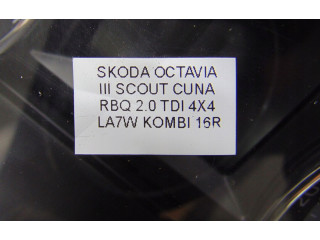 SKODA OCTAVIA
III SCOUT CUNA
RBQ 2.0 TDI 4X4
LA7W KOMBI 16R